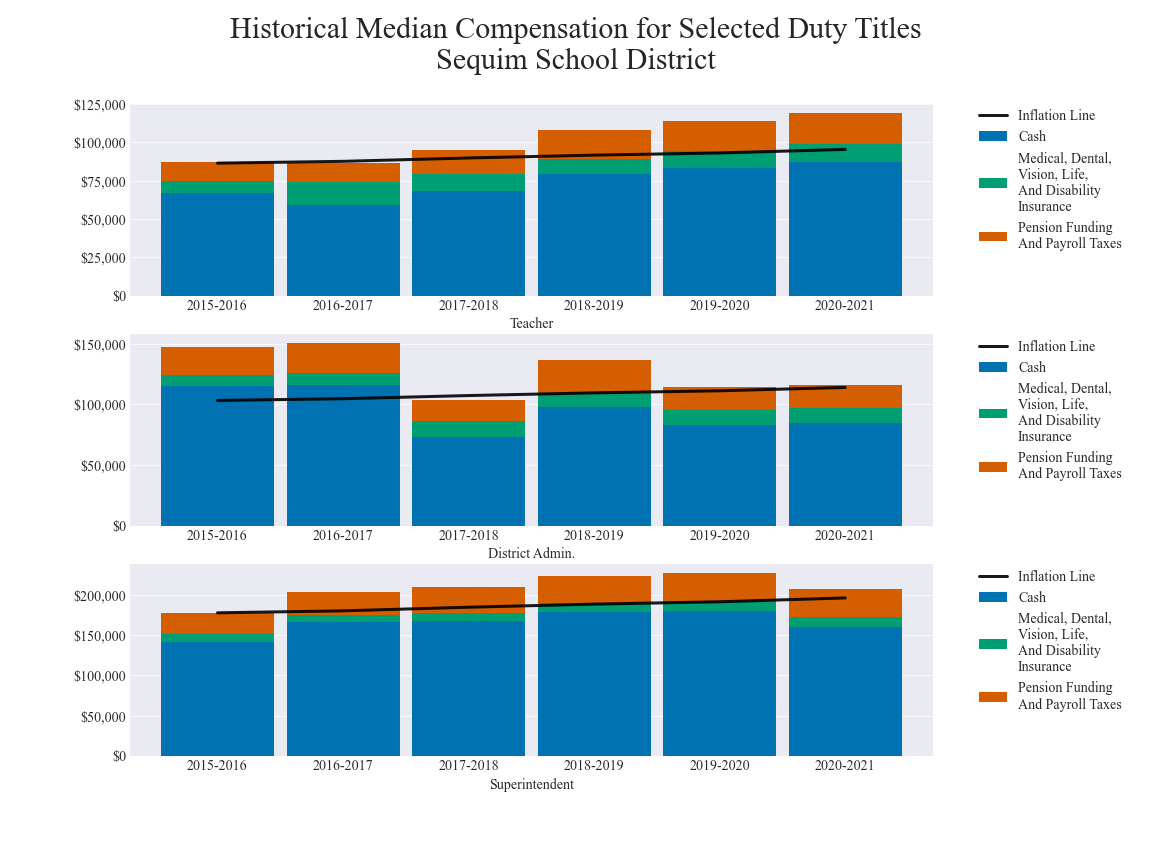 Historical Median Compensation for Selected Duty Titles
Sequim School District
$125,000
$100,000
$75,000
$50,000
$25,000
$0
2015-2016 2016-2017 2017-2018 2018-2019 2019-2020 2020-2021
Teacher
Inflation Line
Cash
Medical, Dental,
Vision, Life,
And Disability
Insurance
Pension Funding
And Payroll Taxes
$150,000
$100,000
$50,000
$0
2015-2016 2016-2017 2017-2018 2018-2019 2019-2020 2020-2021
District Admin.
Inflation Line
Cash
Medical, Dental,
Vision, Life,
And Disability
Insurance
Pension Funding
And Payroll Taxes
$200,000
$150,000
$100,000
$50,000
$0
2015-2016 2016-2017 2017-2018 2018-2019 2019-2020 2020-2021
Superintendent
Inflation Line
Cash
Medical, Dental,
Vision, Life,
And Disability
Insurance
Pension Funding
And Payroll Taxes